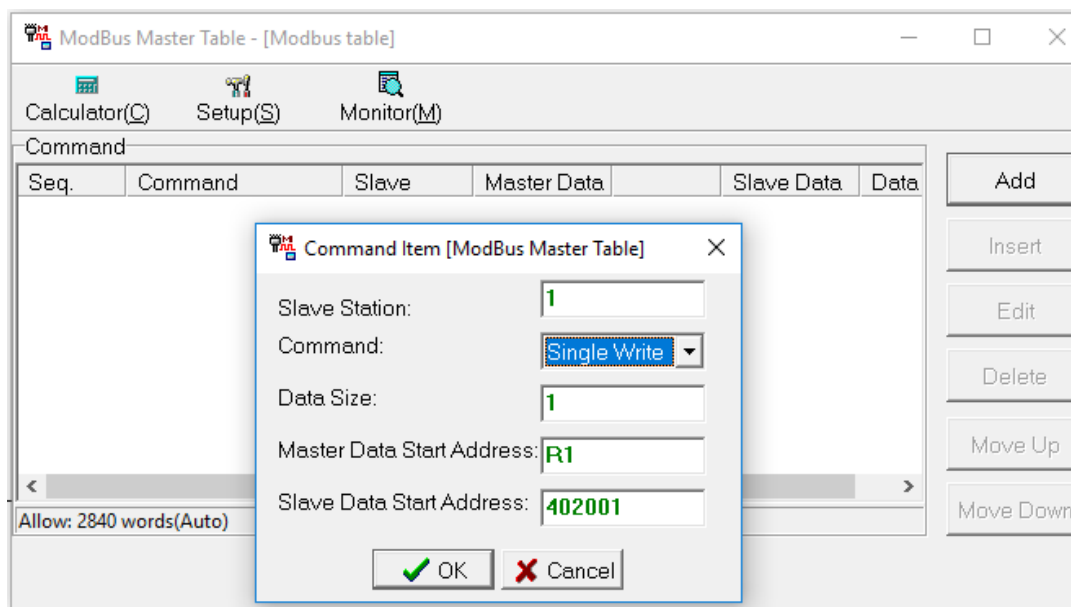 ModBus Master Table - [Modbus table]
Calculator(C) Setup(S) Monitor(M)
Command
Seq. Command Slave Master Data Slave Data Data
Add
Insert
Edit
Delete
Move Up
Move Down
Command Item [ModBus Master Table]
Slave Station: 1
Command: Single Write
Data Size: 1
Master Data Start Address: R1
Slave Data Start Address: 402001
OK Cancel
Allow: 2840 words(Auto)